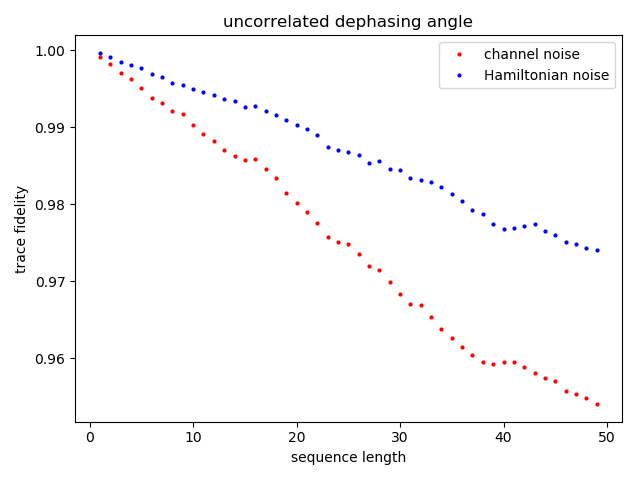 uncorrelated dephasing angle
channel noise
Hamiltonian noise
trace fidelity
1.00
0.99
0.98
0.97
0.96
0 10 20 30 40 50
sequence length